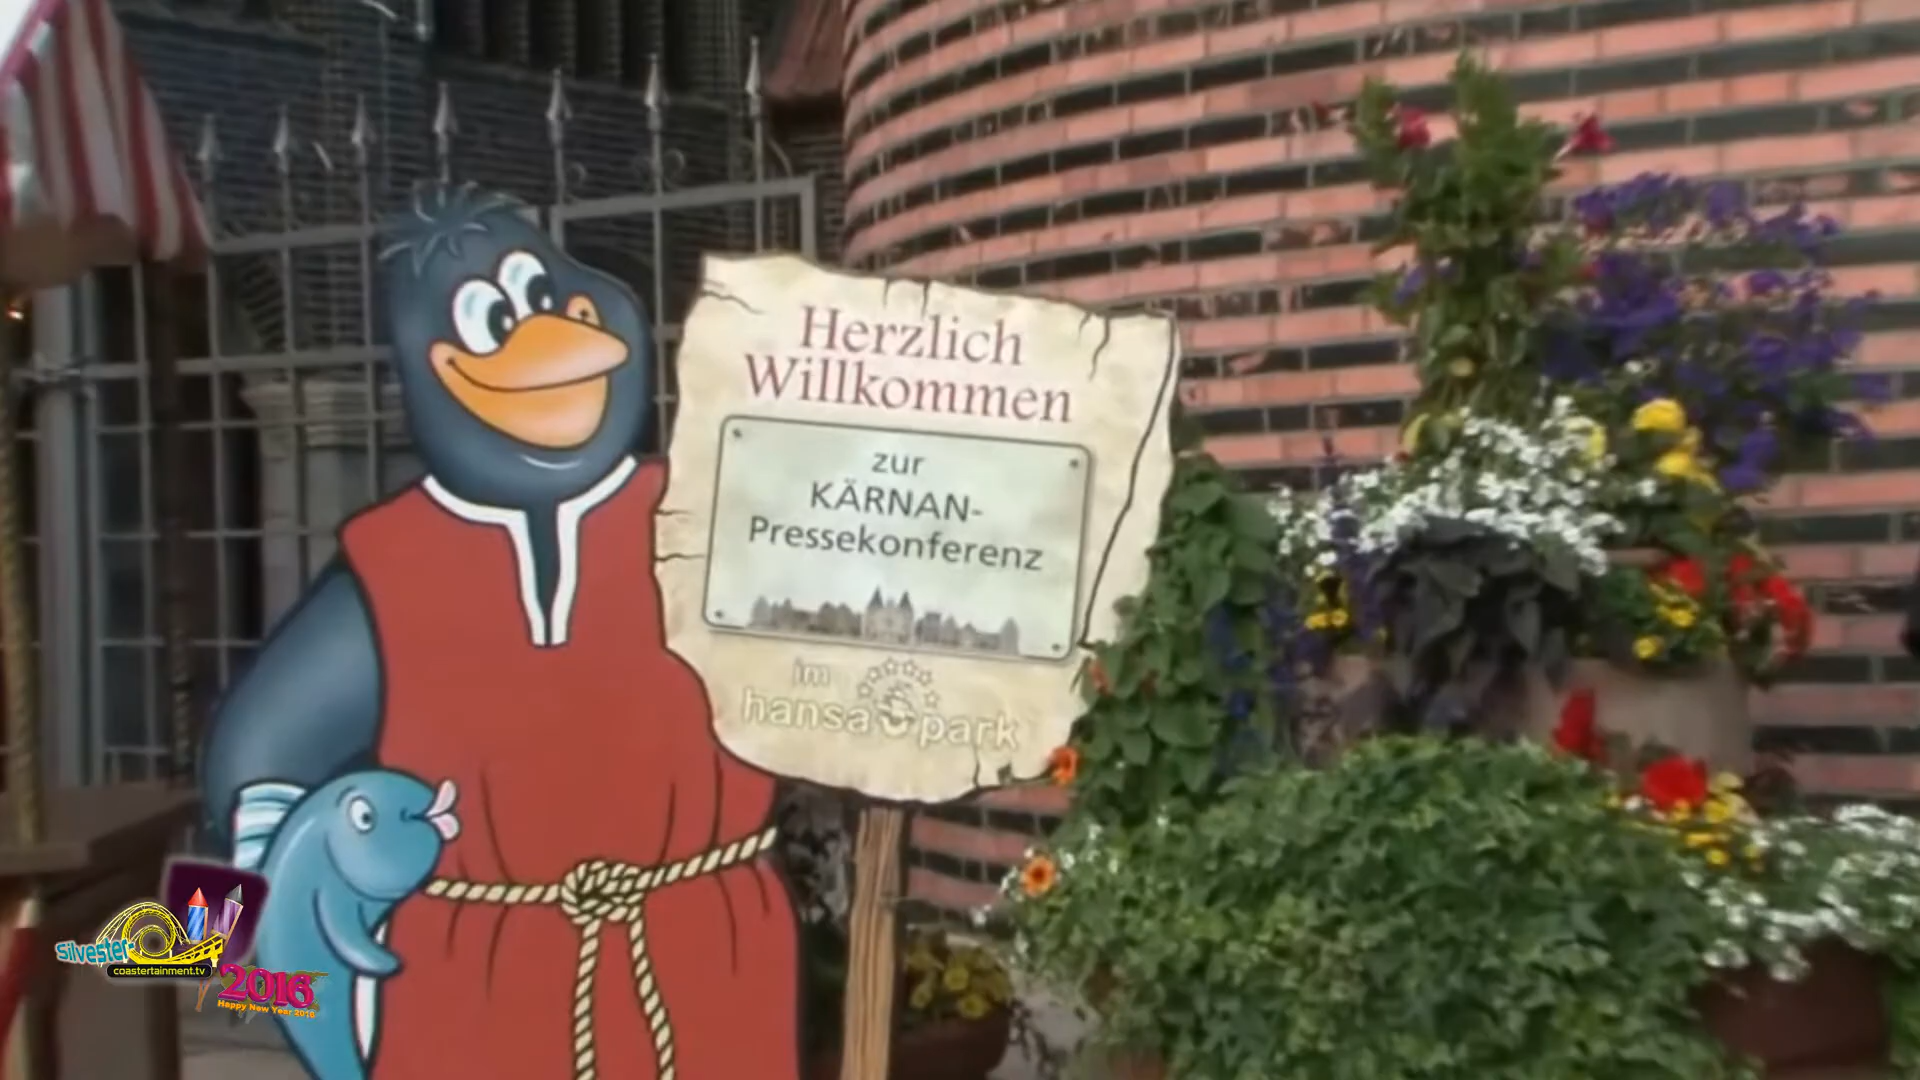 Herzlich
Willkommen
zur
KÄRNAN-
Pressekonferenz
im
hansa park
Silvester-
coastertainment.tv
2016
Happy New Year 2016